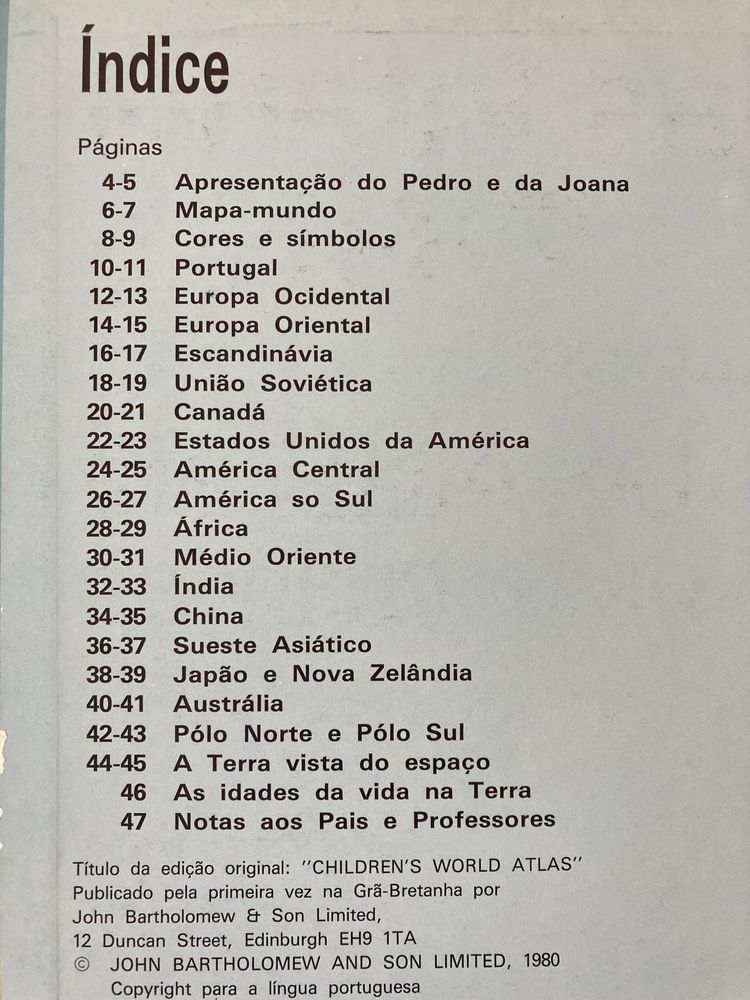 Índice
Páginas
4-5 Apresentação do Pedro e da Joana
6-7 Mapa-mundo
8-9 Cores e símbolos
10-11 Portugal
12-13 Europa Ocidental
14-15 Europa Oriental
16-17 Escandinávia
18-19 União Soviética
20-21 Canadá
22-23 Estados Unidos da América
24-25 América Central
26-27 América so Sul
28-29 África
30-31 Médio Oriente
32-33 Índia
34-35 China
36-37 Sueste Asiático
38-39 Japão e Nova Zelândia
40-41 Austrália
42-43 Pólo Norte e Pólo Sul
44-45 A Terra vista do espaço
46 As idades da vida na Terra
47 Notas aos Pais e Professores
Título da edição original: "CHILDREN'S WORLD ATLAS"
Publicado pela primeira vez na Grã-Bretanha por
John Bartholomew & Son Limited,
12 Duncan Street, Edinburgh EH9 1TA
© JOHN BARTHOLOMEW AND SON LIMITED, 1980
Copyright para a língua portuguesa